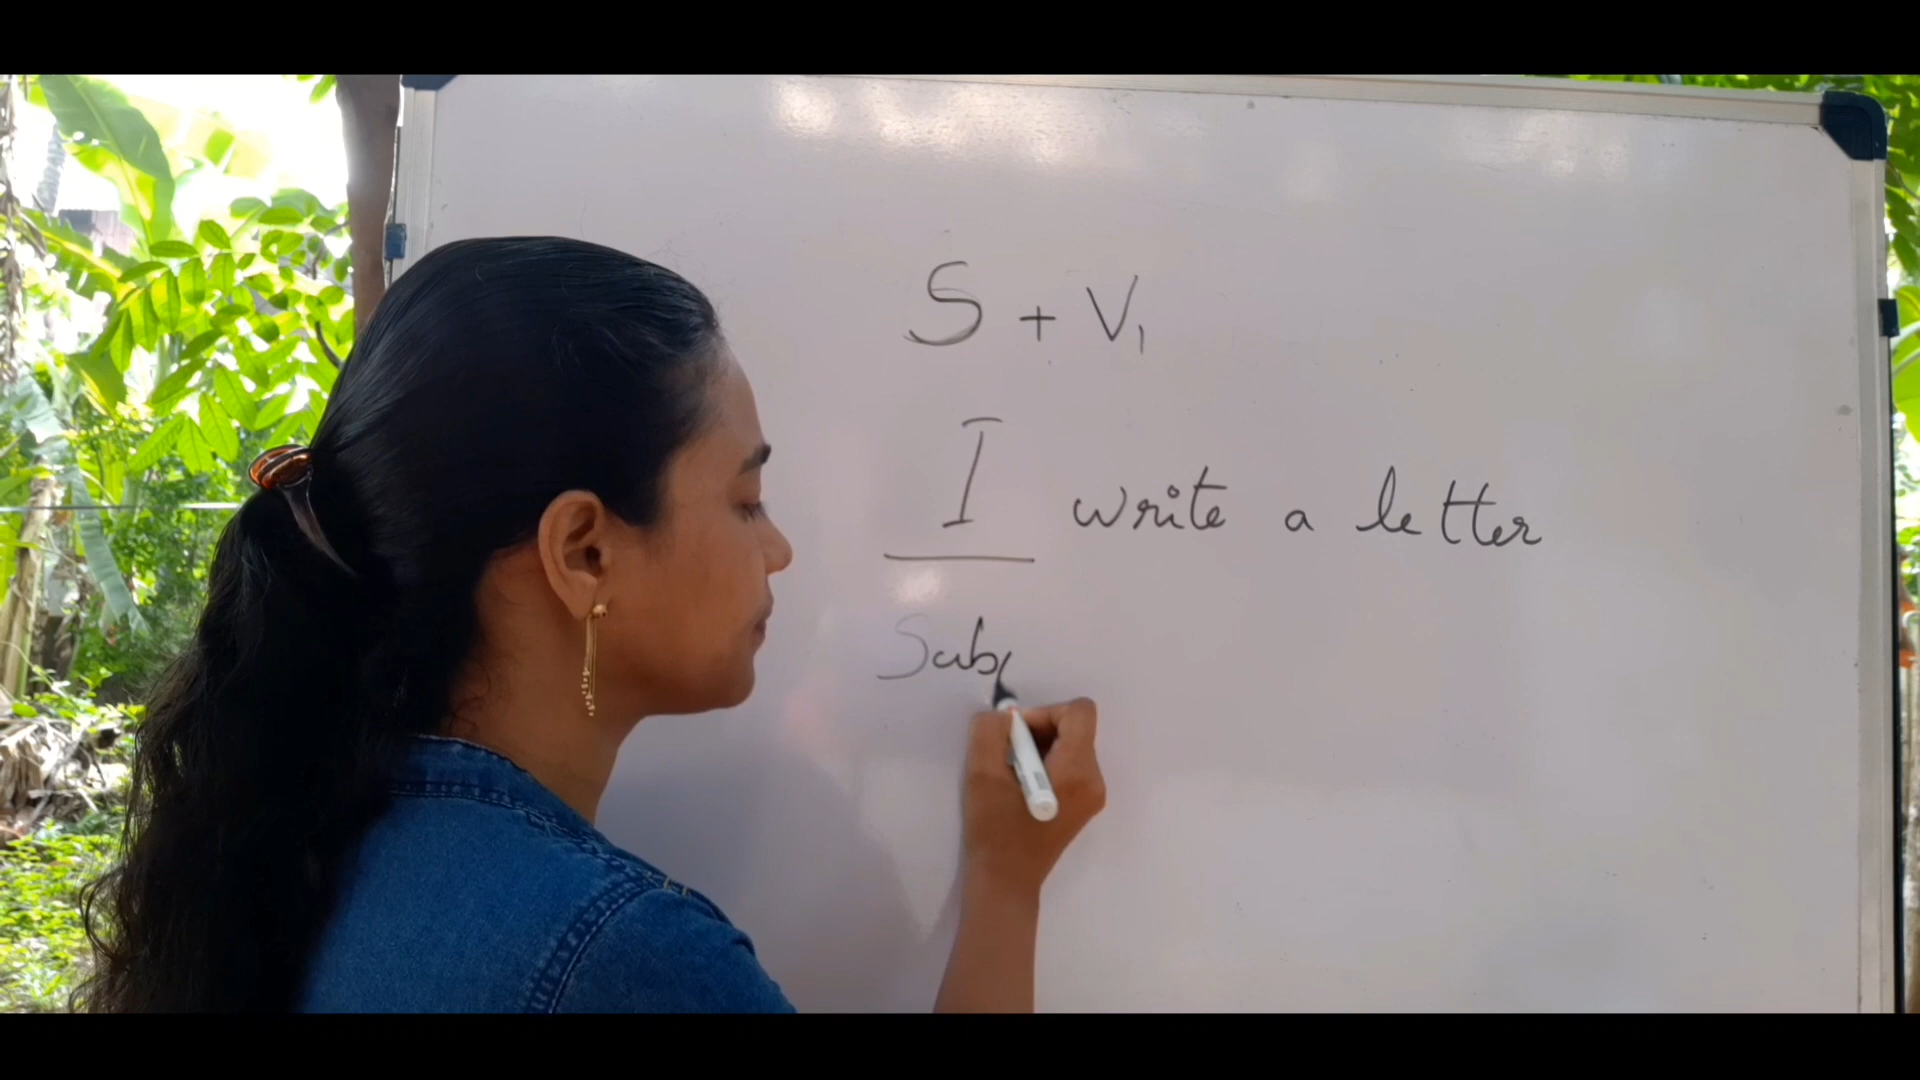 S + V₁
I write a letter
Sub